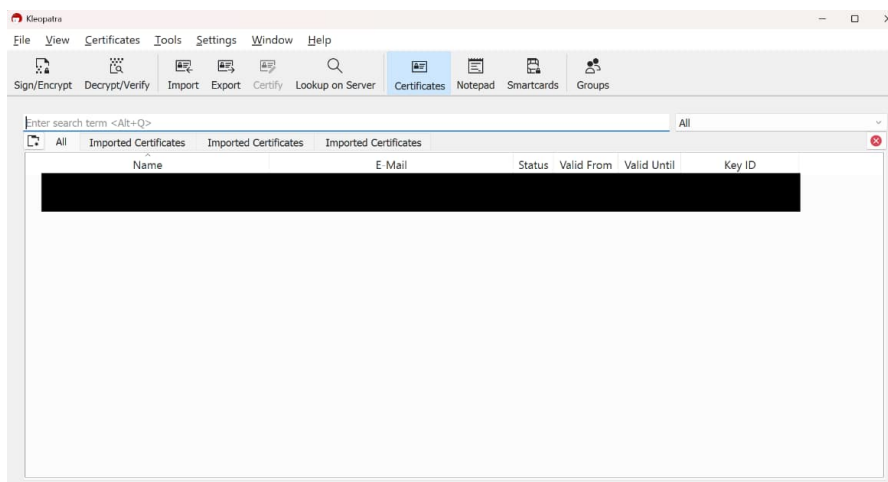 Kleopatra
File View Certificates Tools Settings Window Help
Sign/Encrypt Decrypt/Verify Import Export Certify Lookup on Server Certificates Notepad Smartcards Groups
Enter search term <Alt+Q> All
All Imported Certificates Imported Certificates Imported Certificates
Name E-Mail Status Valid From Valid Until Key ID